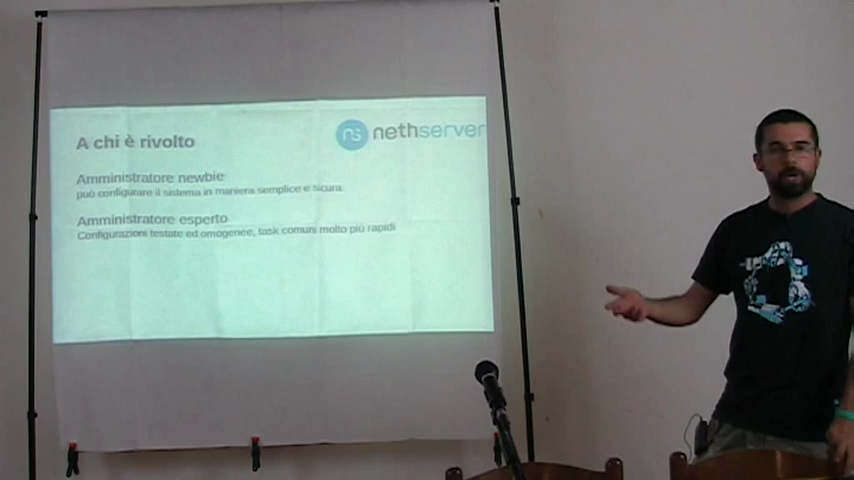 A chi è rivolto
ns nethserver
Amministratore newbie
può configurare il sistema in maniera semplice e sicura.
Amministratore esperto
Configurazioni testate ed omogenee, task comuni molto più rapidi